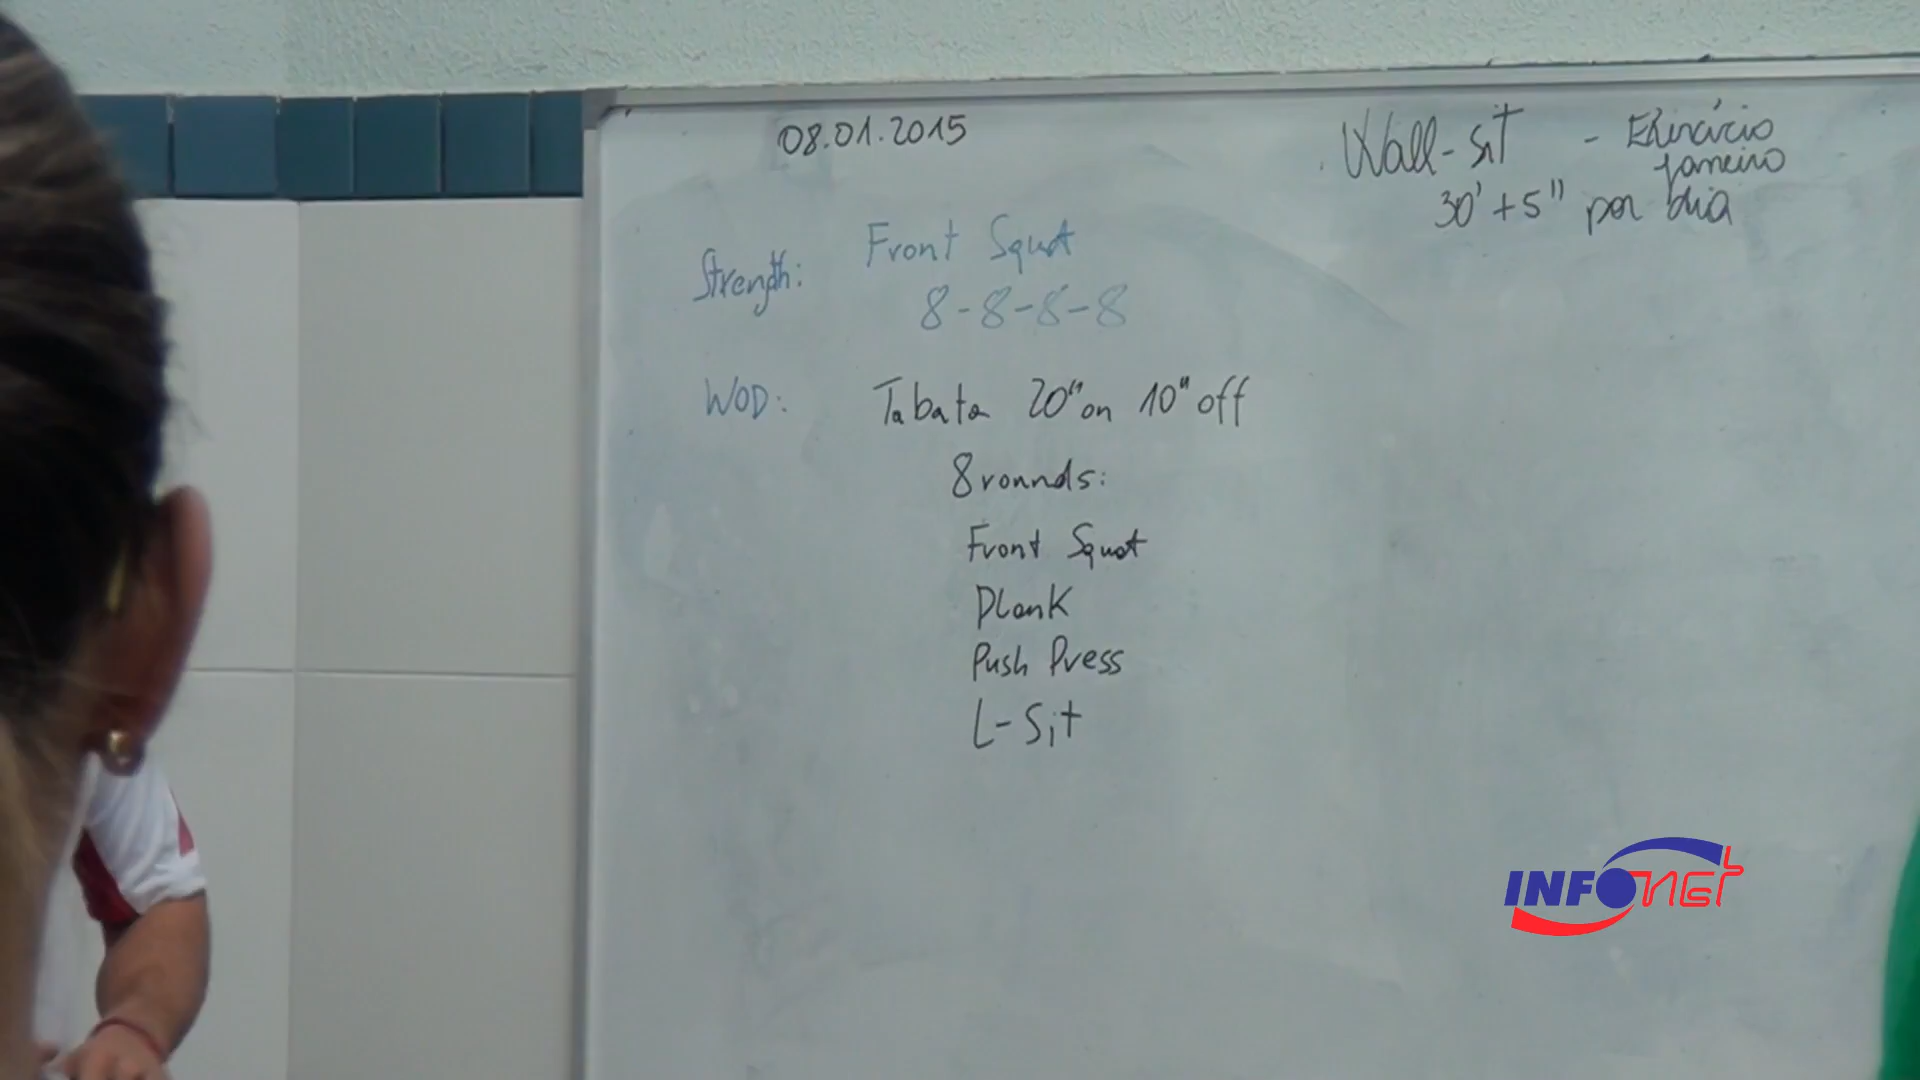 08.01.2015
Wall-Sit - Exercício
Janeiro
30' + 5" por dia
Strength: Front Squat
8-8-8-8
WOD: Tabata 20" on 10" off
8 rounds:
Front Squat
Plank
Push Press
L-Sit
INFONET